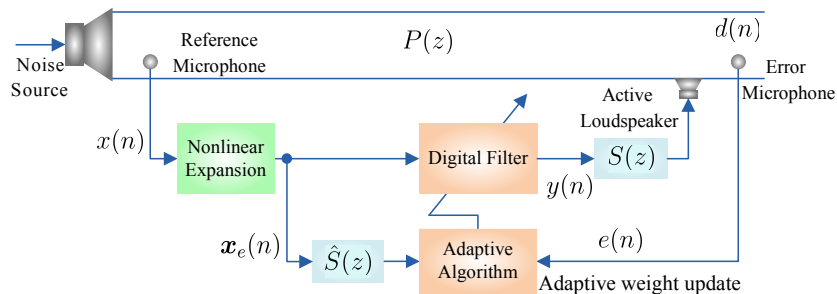 Noise
Source
Reference
Microphone
P(z)
d(n)
Error
Microphone
Active
Loudspeaker
x(n)
Nonlinear
Expansion
Digital Filter
y(n)
S(z)
x_e(n)
Ŝ(z)
Adaptive
Algorithm
e(n)
Adaptive weight update